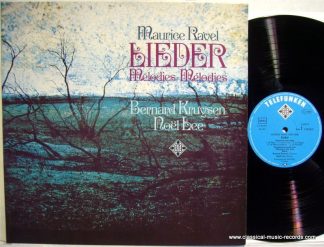 Maurice Ravel
LIEDER
Melodies · Mélodies
Bernard Kruysen
Noël Lee
TELEFUNKEN
www.classical-music-records.com